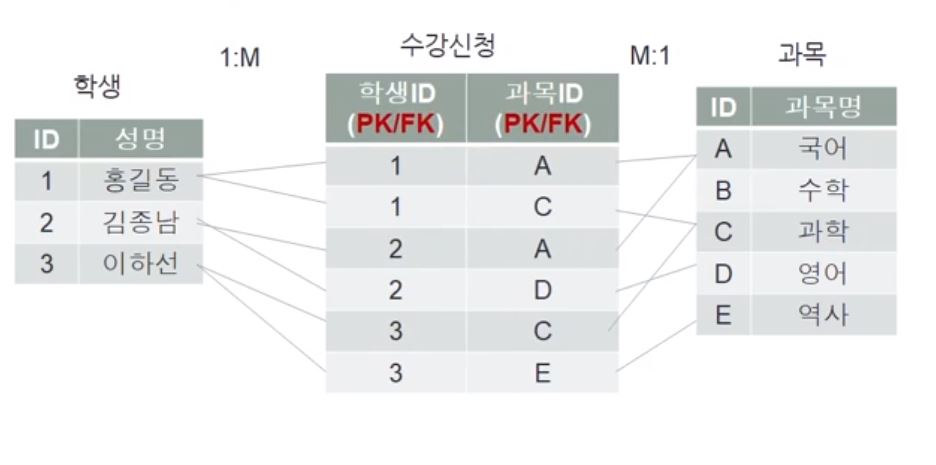 학생
ID 성명
1 홍길동
2 김종남
3 이하선
1:M
수강신청
학생ID 과목ID
(PK/FK) (PK/FK)
1 A
1 C
2 A
2 D
3 C
3 E
M:1
과목
ID 과목명
A 국어
B 수학
C 과학
D 영어
E 역사